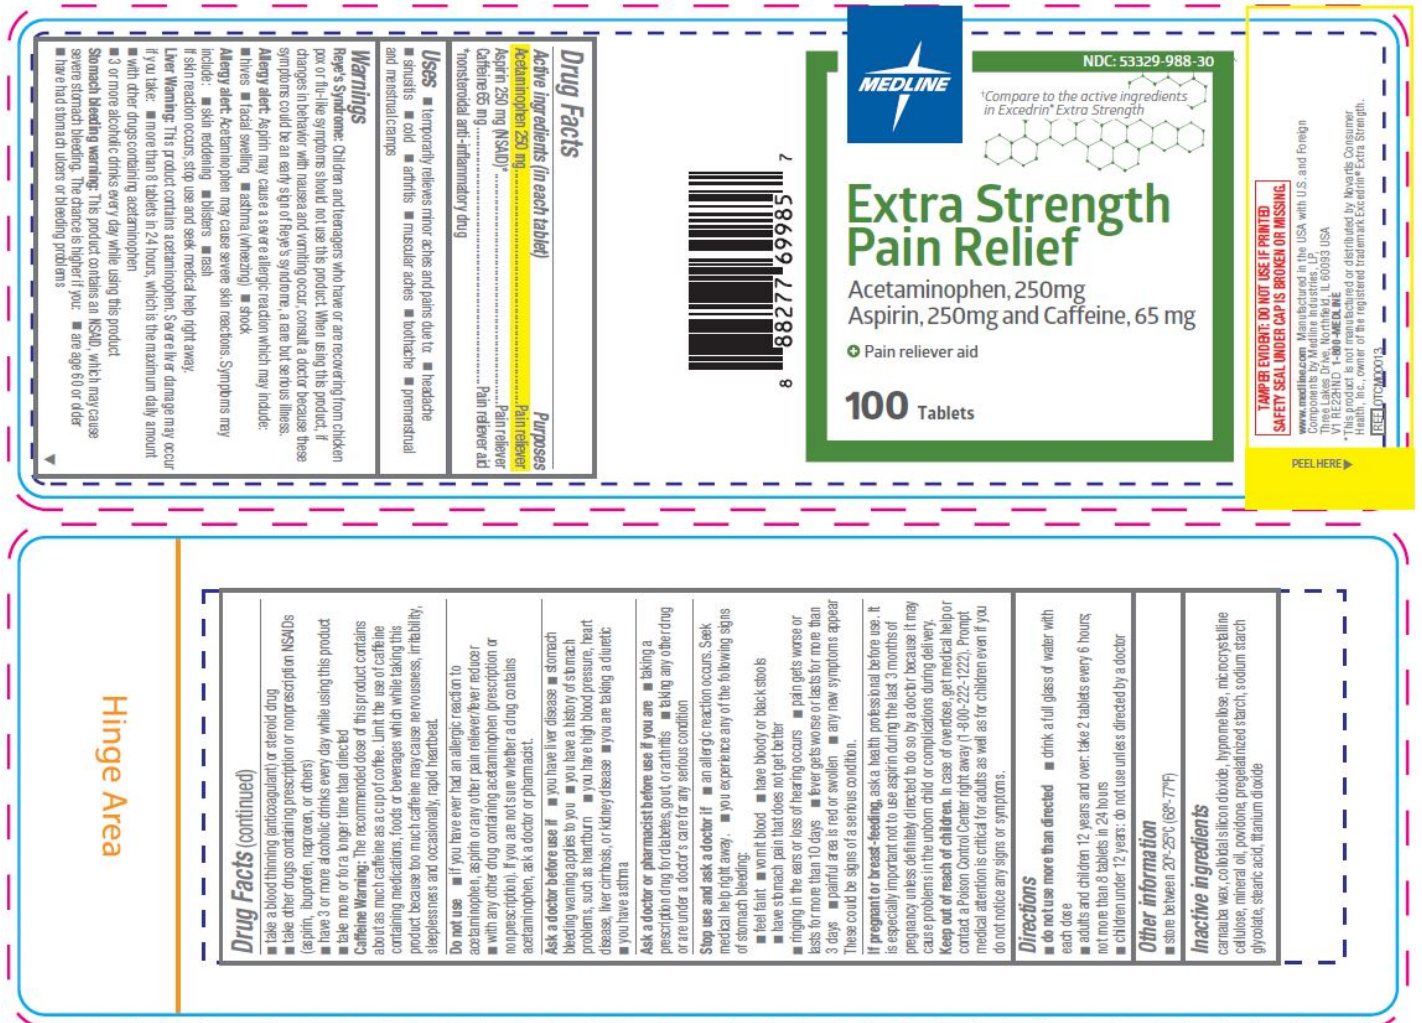 Drug Facts
Active ingredients (in each tablet) Purposes
Acetaminophen 250 mg Pain reliever
Aspirin 250 mg (NSAID)* Pain reliever
Caffeine 65 mg Pain reliever aid
*nonsteroidal anti-inflammatory drug
Uses ■ temporarily relieves minor aches and pains due to: ■ headache
■ sinusitis ■ cold ■ arthritis ■ muscular aches ■ toothache ■ premenstrual
and menstrual cramps
Warnings
Reye's Syndrome: Children and teenagers who have or are recovering from chicken
pox or flu-like symptoms should not use this product. When using this product, if
changes in behavior with nausea and vomiting occur, consult a doctor because these
symptoms could be an early sign of Reye's syndrome, a rare but serious illness.
Allergy alert: Aspirin may cause a severe allergic reaction which may include:
■ hives ■ facial swelling ■ asthma (wheezing) ■ shock
Allergy alert: Acetaminophen may cause severe skin reactions. Symptoms may
include: ■ skin reddening ■ blisters ■ rash
If skin reaction occurs, stop use and seek medical help right away.
Liver Warning: This product contains acetaminophen. Severe liver damage may occur
if you take: ■ more than 8 tablets in 24 hours, which is the maximum daily amount
■ with other drugs containing acetaminophen
■ 3 or more alcoholic drinks every day while using this product
Stomach bleeding warning: This product contains an NSAID, which may cause
severe stomach bleeding. The chance is higher if you: ■ are age 60 or older
■ have had stomach ulcers or bleeding problems
8 88277 69985 7
MEDLINE
NDC: 53329-988-30
†Compare to the active ingredients
in Excedrin® Extra Strength
Extra Strength
Pain Relief
Acetaminophen, 250mg
Aspirin, 250mg and Caffeine, 65 mg
Pain reliever aid
100 Tablets
TAMPER EVIDENT: DO NOT USE IF PRINTED
SAFETY SEAL UNDER CAP IS BROKEN OR MISSING.
www.medline.com Manufactured in the USA with U.S. and Foreign
Components by Medline Industries, LP,
Three Lakes Drive, Northfield, IL 60093 USA
V1 RE22HND 1-800-MEDLINE
*This product is not manufactured or distributed by Novartis Consumer
Health, Inc., owner of the registered trademark Excedrin® Extra Strength.
REF OTCM00013
PEEL HERE
Hinge Area
Drug Facts (continued)
■ take a blood thinning (anticoagulant) or steroid drug
■ take other drugs containing prescription or nonprescription NSAIDs
(aspirin, ibuprofen, naproxen, or others)
■ have 3 or more alcoholic drinks every day while using this product
■ take more or for a longer time than directed
Caffeine Warning: The recommended dose of this product contains
about as much caffeine as a cup of coffee. Limit the use of caffeine
containing medications, foods or beverages which while taking this
product because too much caffeine may cause nervousness, irritability,
sleeplessness and occasionally, rapid heartbeat.
Do not use ■ if you have ever had an allergic reaction to
acetaminophen, aspirin or any other pain reliever/fever reducer
■ with any other drug containing acetaminophen (prescription or
nonprescription). If you are not sure whether a drug contains
acetaminophen, ask a doctor or pharmacist.
Ask a doctor before use if ■ you have liver disease ■ stomach
bleeding warning applies to you ■ you have a history of stomach
problems, such as heartburn ■ you have high blood pressure, heart
disease, liver cirrhosis, or kidney disease ■ you are taking a diuretic
■ you have asthma
Ask a doctor or pharmacist before use if you are ■ taking a
prescription drug for diabetes, gout, or arthritis ■ taking any other drug
or are under a doctor's care for any serious condition
Stop use and ask a doctor if ■ an allergic reaction occurs. Seek
medical help right away. ■ you experience any of the following signs
of stomach bleeding:
■ feel faint ■ vomit blood ■ have bloody or black stools
■ have stomach pain that does not get better
■ ringing in the ears or loss of hearing occurs ■ pain gets worse or
lasts for more than 10 days ■ fever gets worse or lasts for more than
3 days ■ painful area is red or swollen ■ any new symptoms appear
These could be signs of a serious condition.
If pregnant or breast-feeding, ask a health professional before use. It
is especially important not to use aspirin during the last 3 months of
pregnancy unless definitely directed to do so by a doctor because it may
cause problems in the unborn child or complications during delivery.
Keep out of reach of children. In case of overdose, get medical help or
contact a Poison Control Center right away (1-800-222-1222). Prompt
medical attention is critical for adults as well as for children even if you
do not notice any signs or symptoms.
Directions
■ do not use more than directed ■ drink a full glass of water with
each dose
■ adults and children 12 years and over: take 2 tablets every 6 hours;
not more than 8 tablets in 24 hours
■ children under 12 years: do not use unless directed by a doctor
Other information
■ store between 20º-25ºC (68º-77ºF)
Inactive ingredients
carnauba wax, colloidal silicon dioxide, hypromellose, microcrystalline
cellulose, mineral oil, povidone, pregelatinized starch, sodium starch
glycolate, stearic acid, titanium dioxide